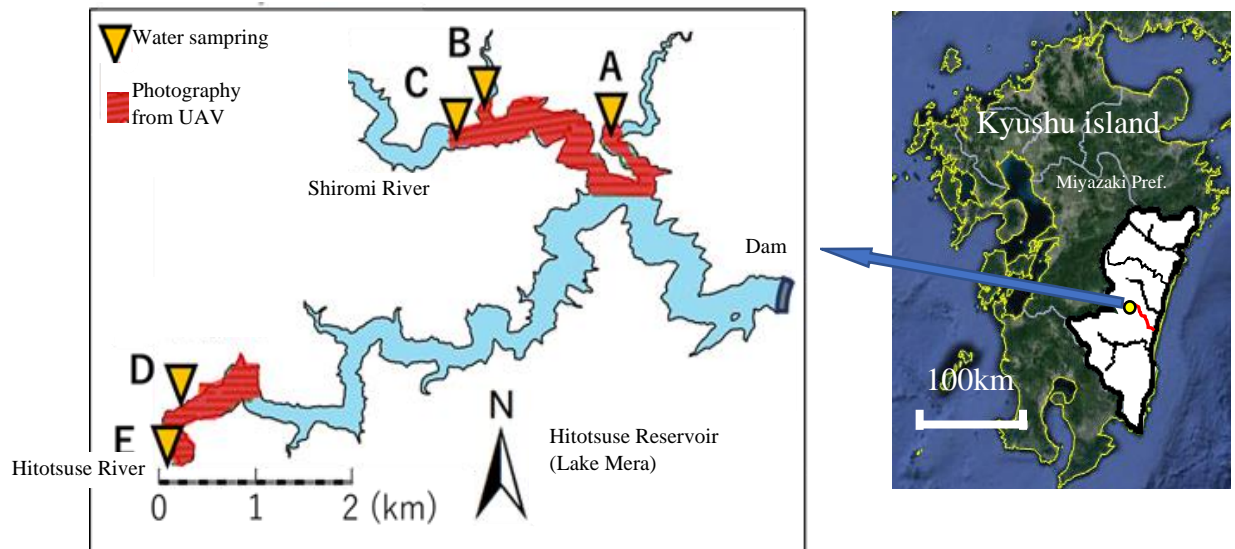 Water sampring
Photography
from UAV
B
C
A
Shiromi River
Dam
D
E
Hitotsuse River
0 1 2 (km)
N
Hitotsuse Reservoir
(Lake Mera)
Kyushu island
Miyazaki Pref.
100km